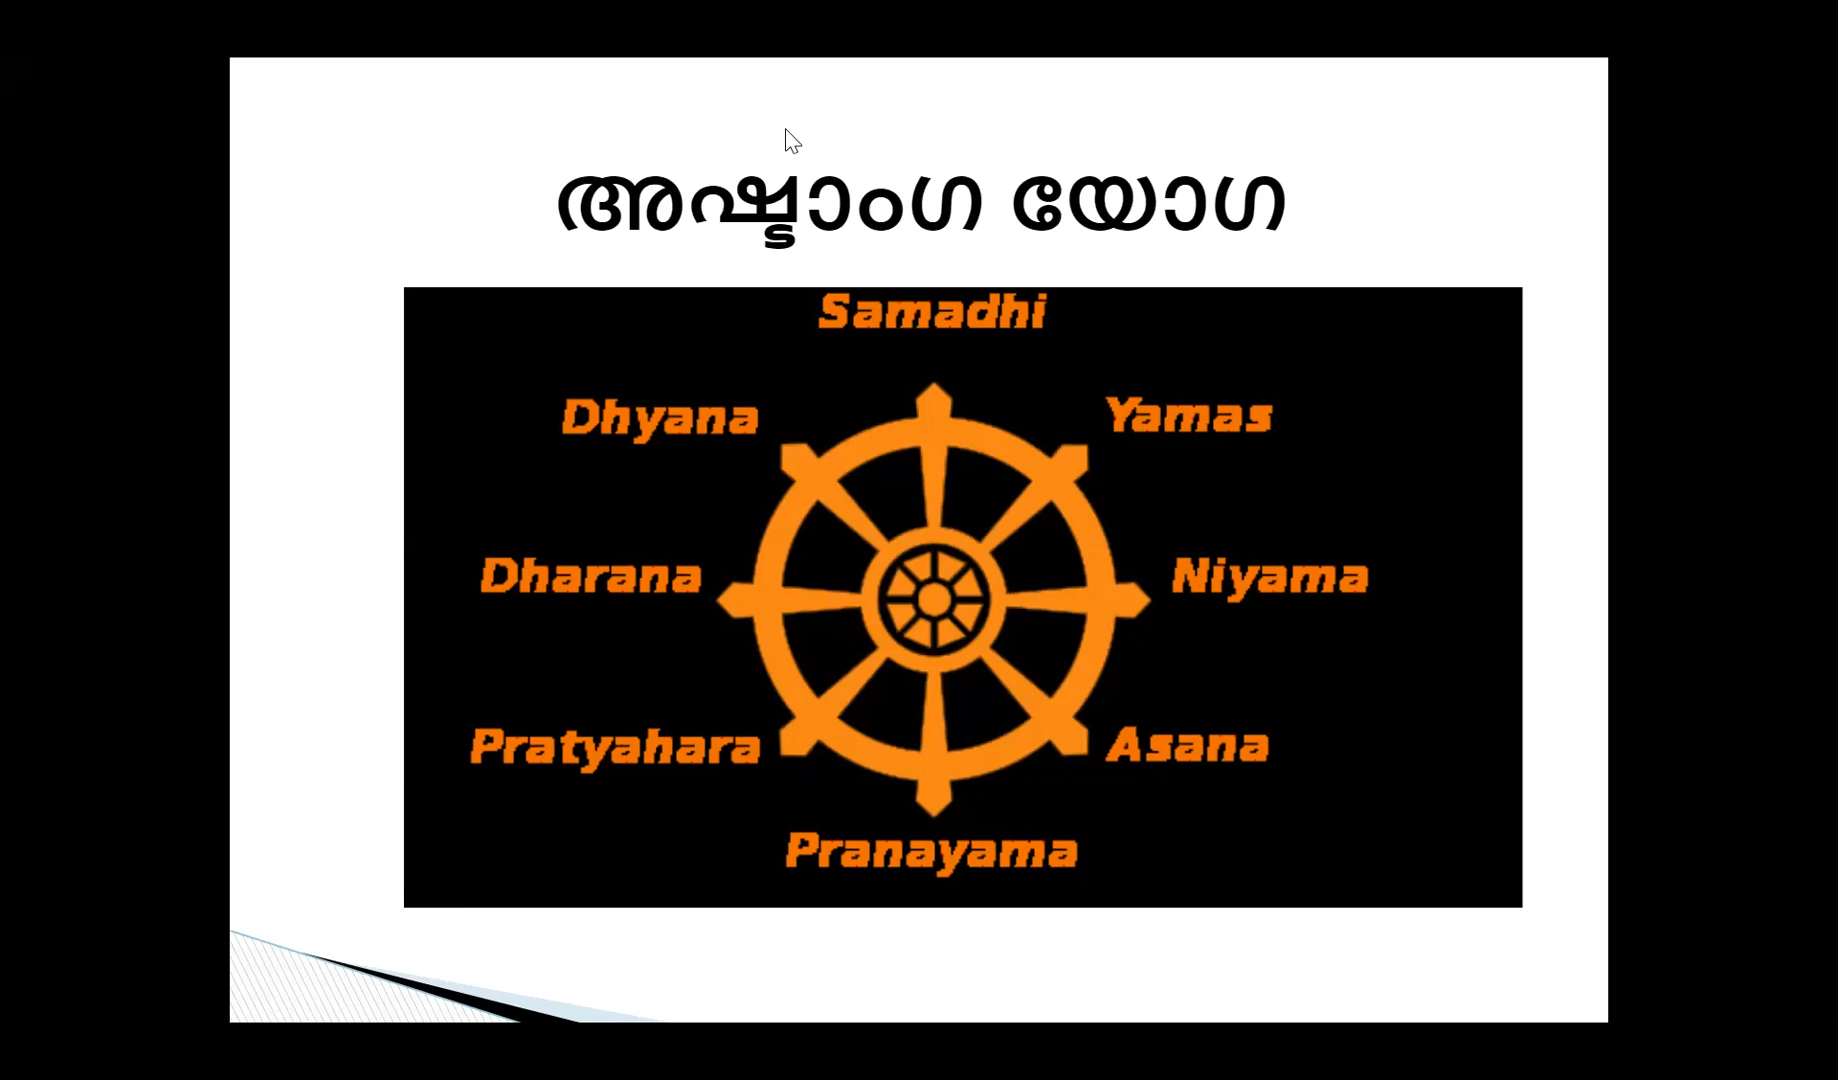 അഷ്ടാംഗ യോഗ
Samadhi
Dhyana
Yamas
Dharana
Niyama
Pratyahara
Asana
Pranayama